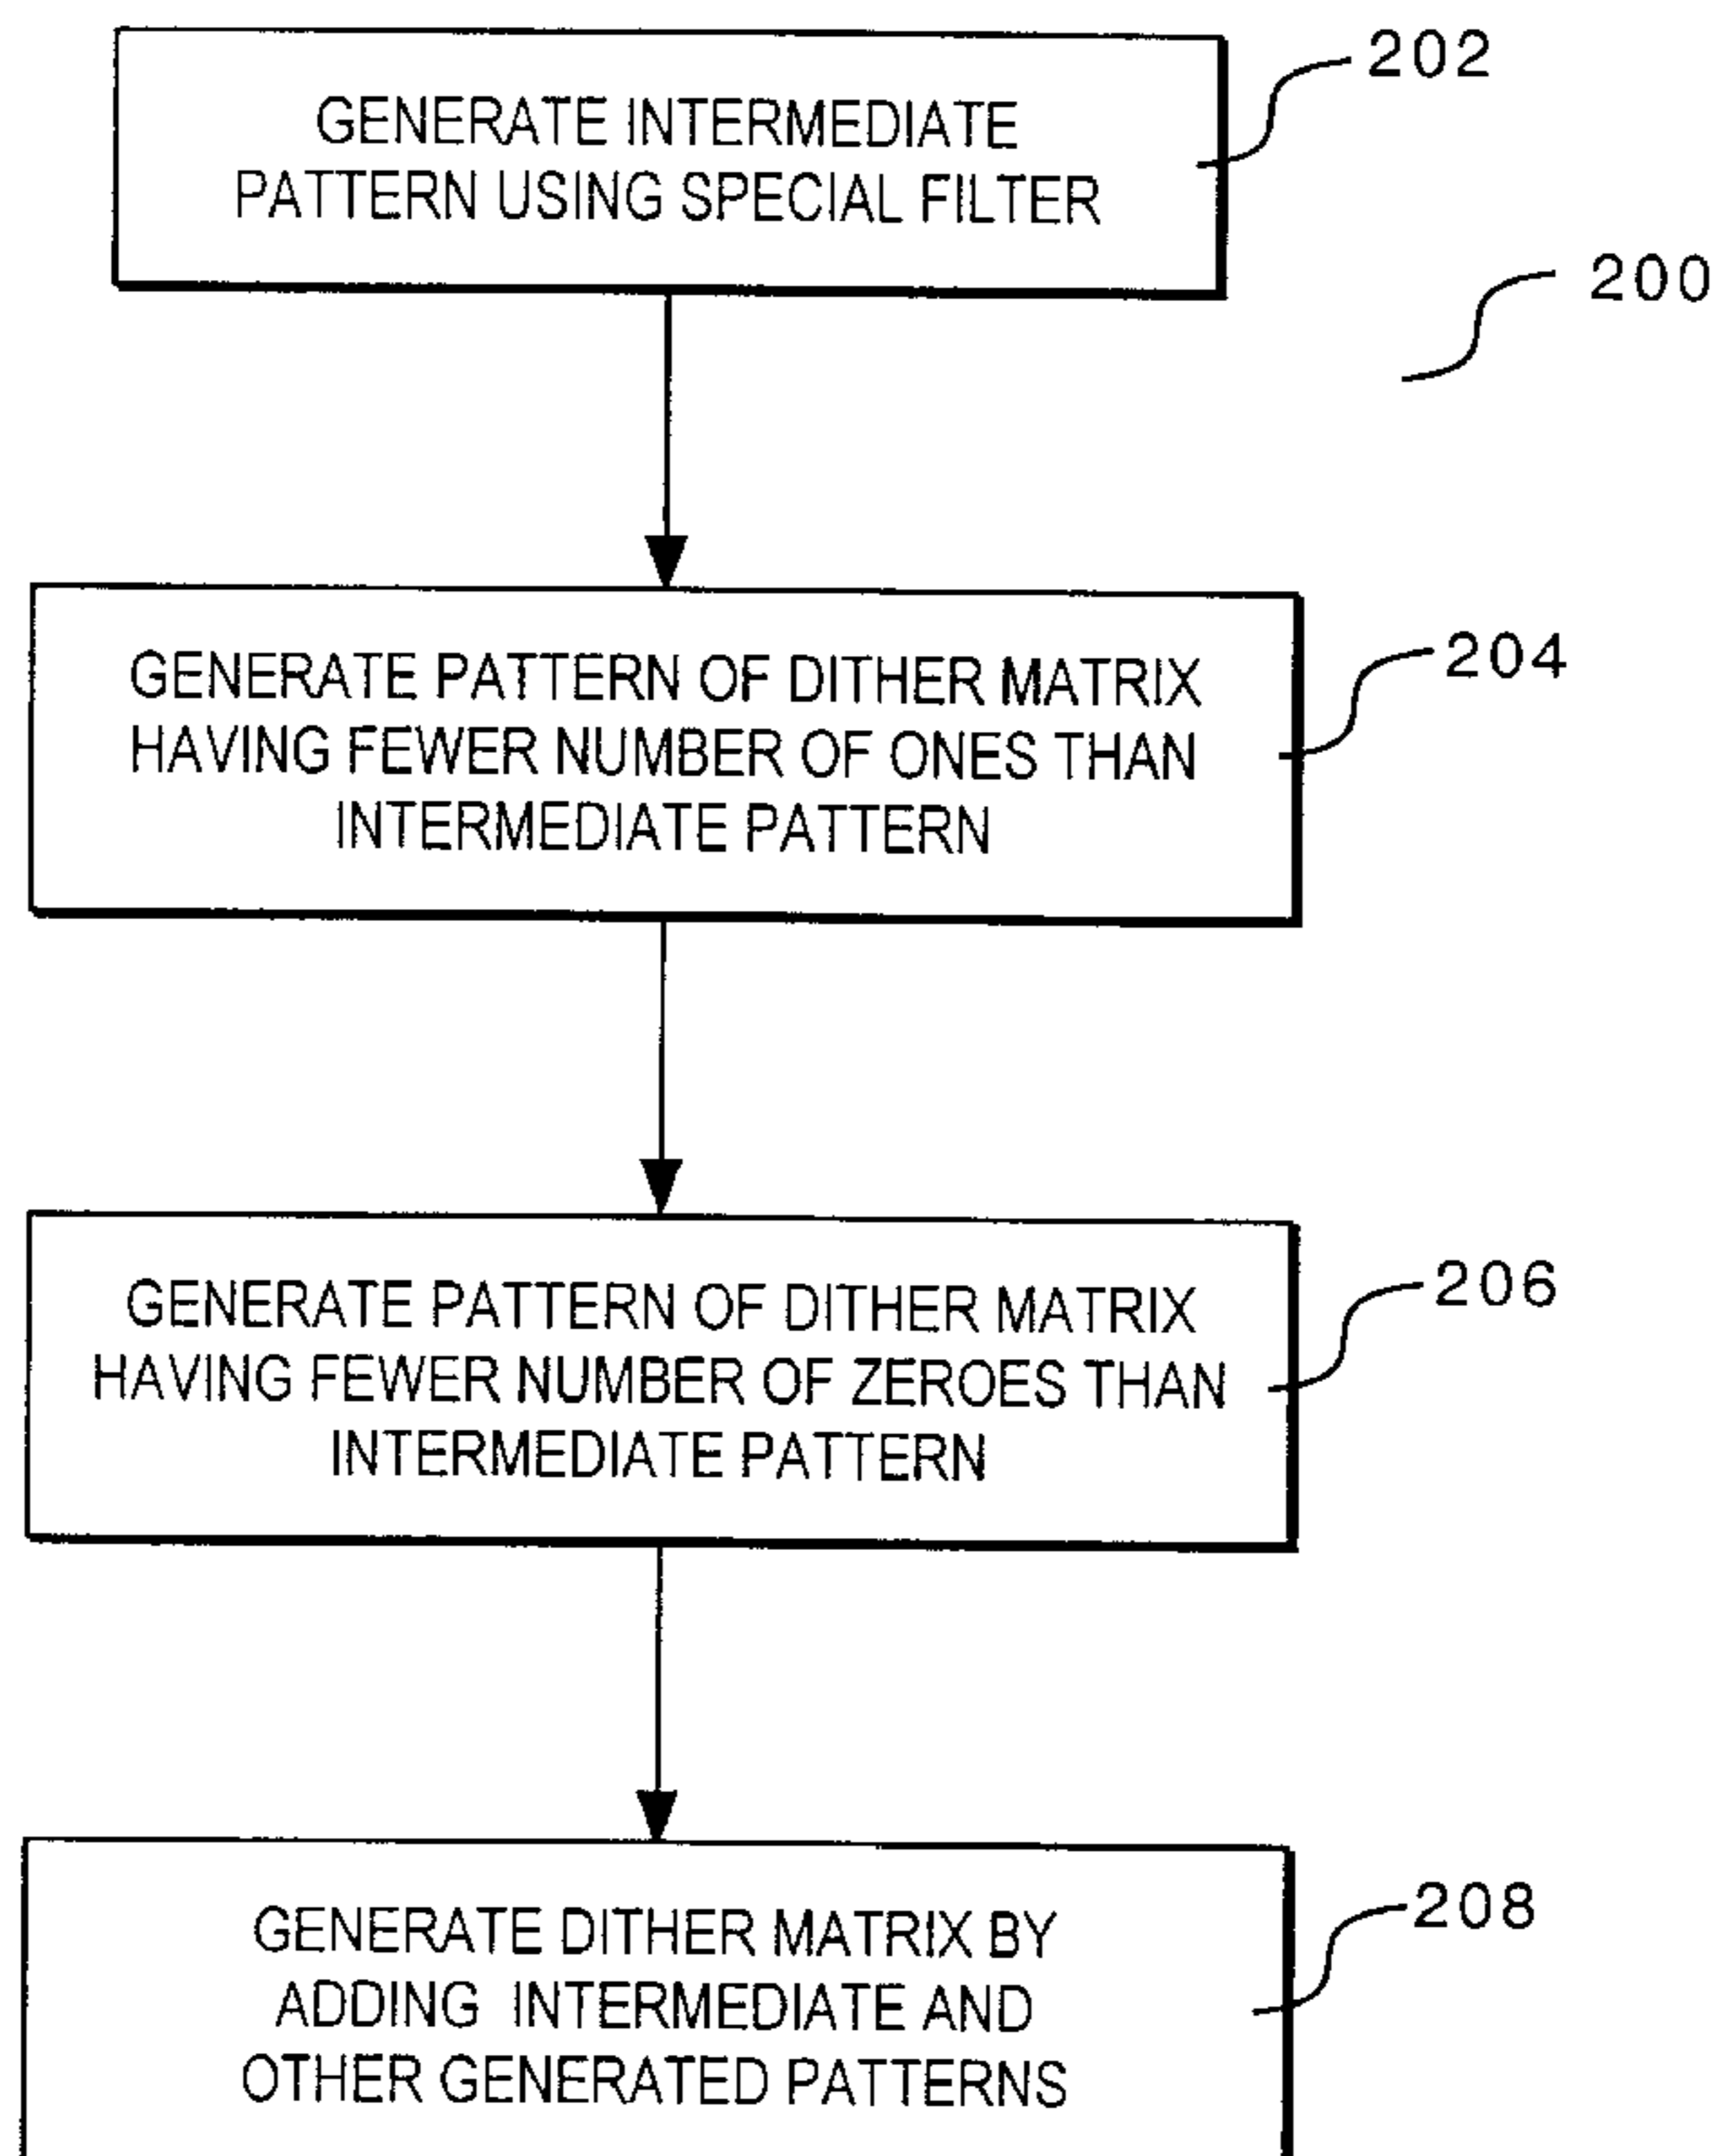 202
GENERATE INTERMEDIATE
PATTERN USING SPECIAL FILTER
200
204
GENERATE PATTERN OF DITHER MATRIX
HAVING FEWER NUMBER OF ONES THAN
INTERMEDIATE PATTERN
206
GENERATE PATTERN OF DITHER MATRIX
HAVING FEWER NUMBER OF ZEROES THAN
INTERMEDIATE PATTERN
208
GENERATE DITHER MATRIX BY
ADDING INTERMEDIATE AND
OTHER GENERATED PATTERNS